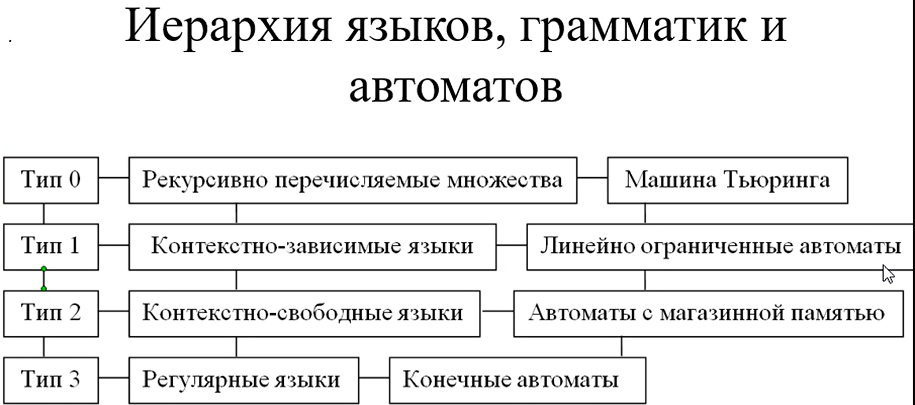 Иерархия языков, грамматик и
автоматов
Тип 0 Рекурсивно перечисляемые множества Машина Тьюринга
Тип 1 Контекстно-зависимые языки Линейно ограниченные автоматы
Тип 2 Контекстно-свободные языки Автоматы с магазинной памятью
Тип 3 Регулярные языки Конечные автоматы